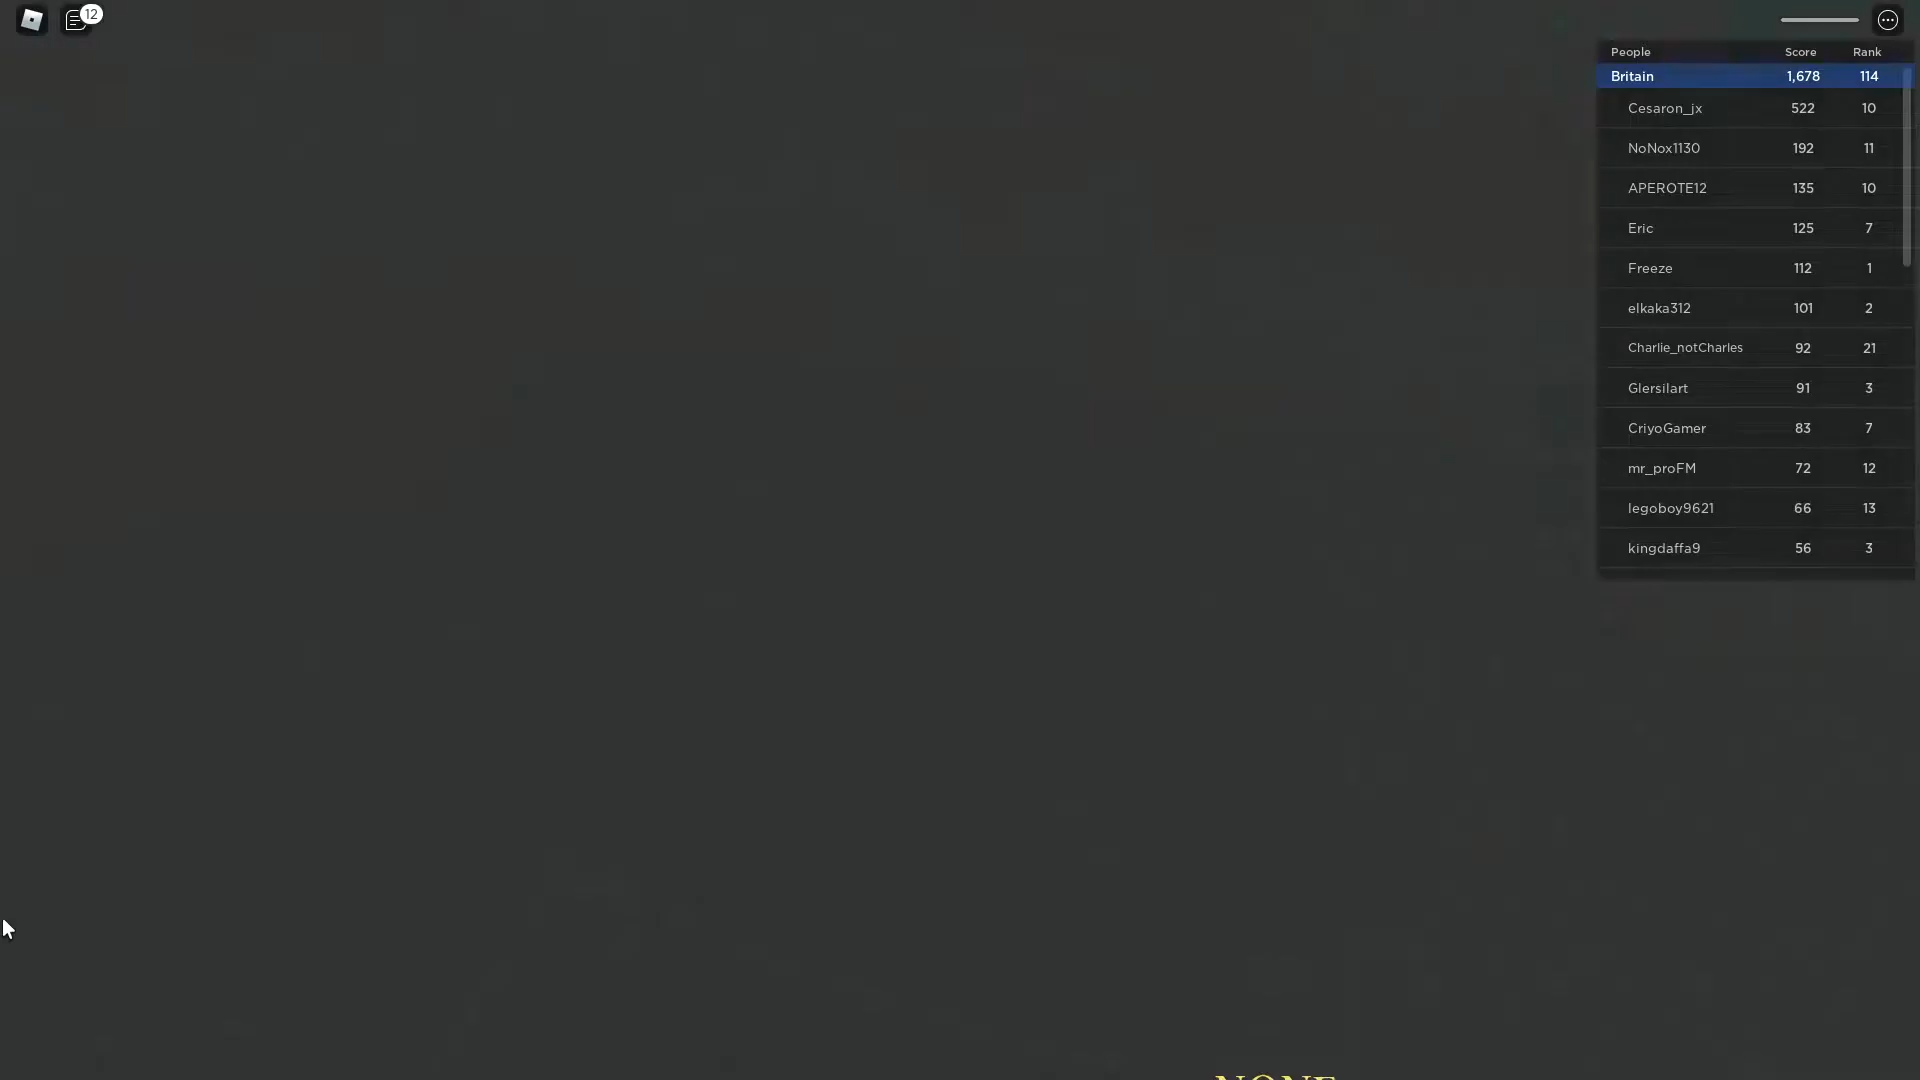 12
People Score Rank
Britain 1,678 114
Cesaron_jx 522 10
NoNox1130 192 11
APEROTE12 135 10
Eric 125 7
Freeze 112 1
elkaka312 101 2
Charlie_notCharles 92 21
Glersilart 91 3
CriyoGamer 83 7
mr_proFM 72 12
legoboy9621 66 13
kingdaffa9 56 3
NONE